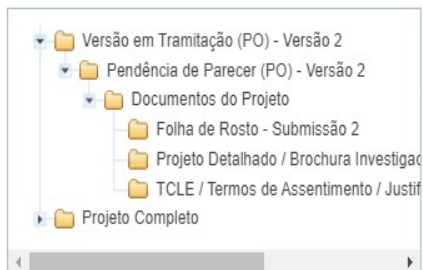 Versão em Tramitação (PO) - Versão 2
Pendência de Parecer (PO) - Versão 2
Documentos do Projeto
Folha de Rosto - Submissão 2
Projeto Detalhado / Brochura Investigad
TCLE / Termos de Assentimento / Justif
Projeto Completo